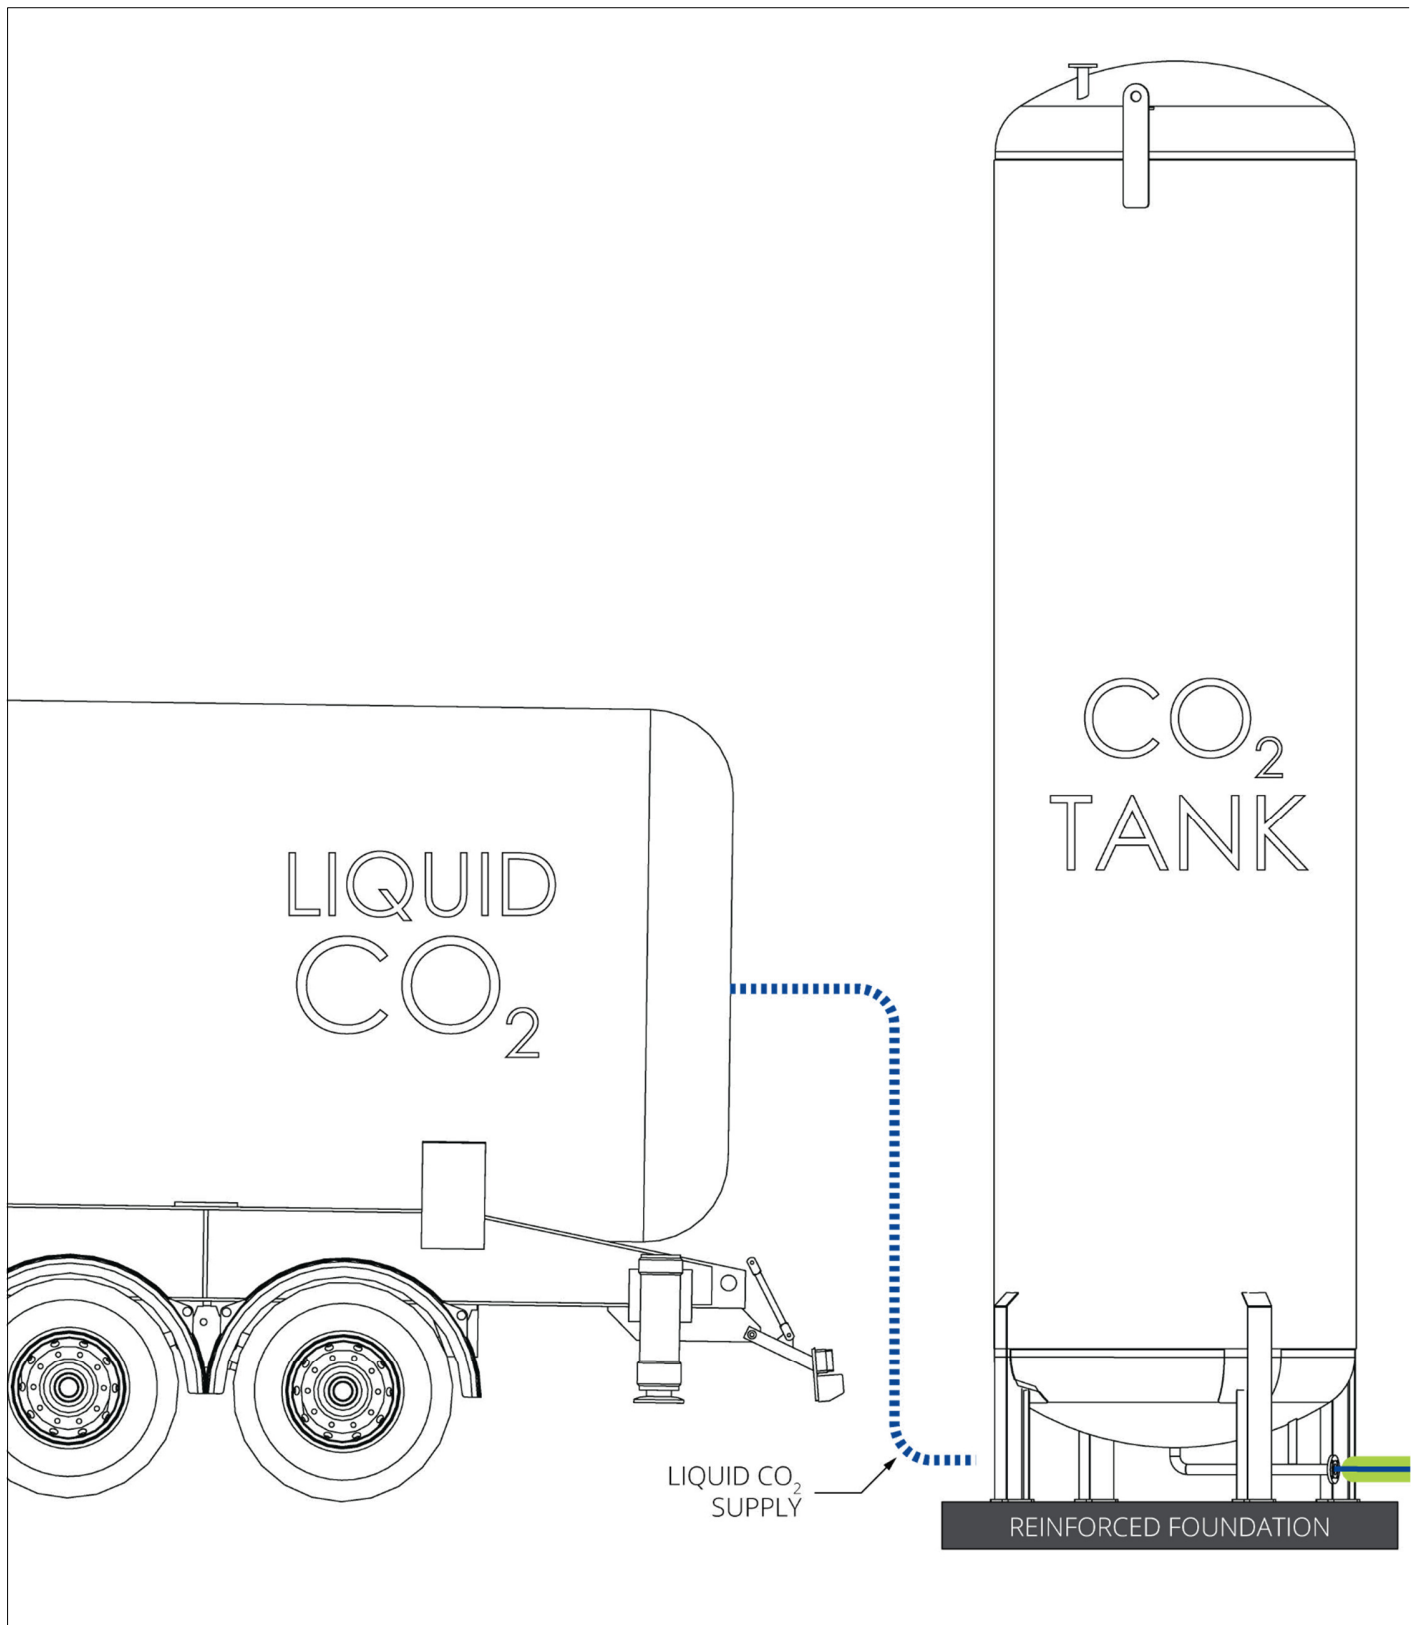 CO₂
TANK
LIQUID
CO₂
LIQUID CO₂
SUPPLY
REINFORCED FOUNDATION